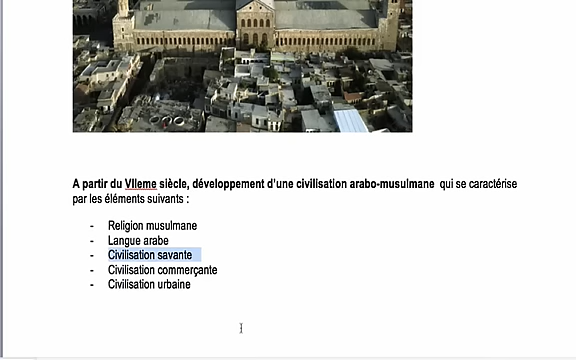 A partir du VIIeme siècle, développement d'une civilisation arabo-musulmane qui se caractérise
par les éléments suivants :
- Religion musulmane
- Langue arabe
- Civilisation savante
- Civilisation commerçante
- Civilisation urbaine